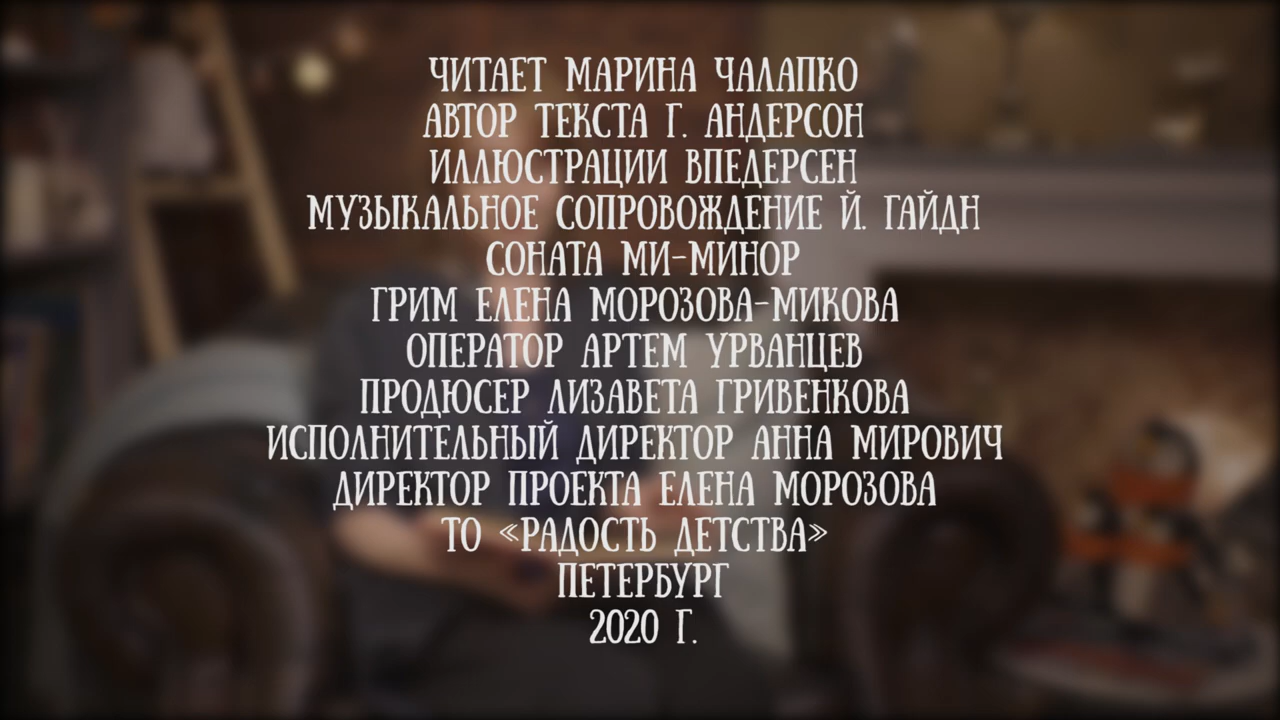 ЧИТАЕТ МАРИНА ЧАЛАПКО
АВТОР ТЕКСТА Г. АНДЕРСОН
ИЛЛЮСТРАЦИИ ВПЕДЕРСЕН
МУЗЫКАЛЬНОЕ СОПРОВОЖДЕНИЕ Й. ГАЙДН
СОНАТА МИ-МИНОР
ГРИМ ЕЛЕНА МОРОЗОВА-МИКОВА
ОПЕРАТОР АРТЕМ УРВАНЦЕВ
ПРОДЮСЕР ЛИЗАВЕТА ГРИВЕНКОВА
ИСПОЛНИТЕЛЬНЫЙ ДИРЕКТОР АННА МИРОВИЧ
ДИРЕКТОР ПРОЕКТА ЕЛЕНА МОРОЗОВА
ТО «РАДОСТЬ ДЕТСТВА»
ПЕТЕРБУРГ
2020 Г.